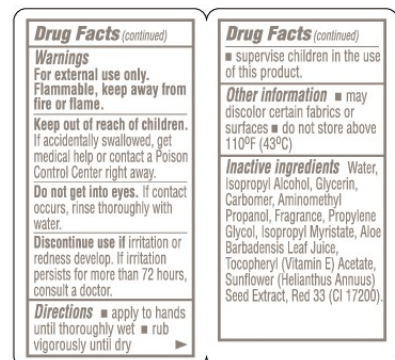 Drug Facts (continued)
Warnings
For external use only.
Flammable, keep away from
fire or flame.
Keep out of reach of children.
If accidentally swallowed, get
medical help or contact a Poison
Control Center right away.
Do not get into eyes. If contact
occurs, rinse thoroughly with
water.
Discontinue use if irritation or
redness develop. If irritation
persists for more than 72 hours,
consult a doctor.
Directions ■ apply to hands
until thoroughly wet ■ rub
vigorously until dry ►
Drug Facts (continued)
■ supervise children in the use
of this product.
Other information ■ may
discolor certain fabrics or
surfaces ■ do not store above
110ºF (43ºC)
Inactive ingredients Water,
Isopropyl Alcohol, Glycerin,
Carbomer, Aminomethyl
Propanol, Fragrance, Propylene
Glycol, Isopropyl Myristate, Aloe
Barbadensis Leaf Juice,
Tocopheryl (Vitamin E) Acetate,
Sunflower (Helianthus Annuus)
Seed Extract, Red 33 (CI 17200).